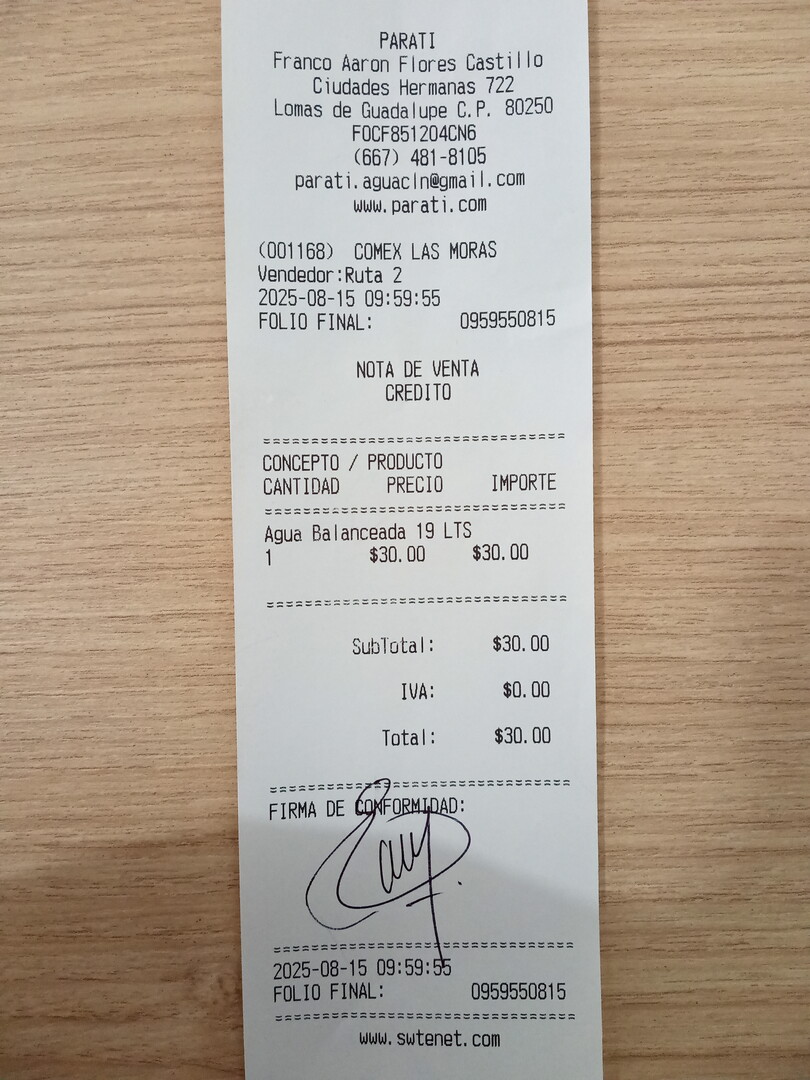 PARATI
Franco Aaron Flores Castillo
Ciudades Hermanas 722
Lomas de Guadalupe C.P. 80250
FOCF851204CN6
(667) 481-8105
parati.aguacln@gmail.com
www.parati.com
(001168) COMEX LAS MORAS
Vendedor:Ruta 2
2025-08-15 09:59:55
FOLIO FINAL: 0959550815
NOTA DE VENTA
CREDITO
CONCEPTO / PRODUCTO
CANTIDAD PRECIO IMPORTE
Agua Balanceada 19 LTS
1 $30.00 $30.00
SubTotal: $30.00
IVA: $0.00
Total: $30.00
FIRMA DE CONFORMIDAD:
2025-08-15 09:59:55
FOLIO FINAL: 0959550815
www.swtenet.com